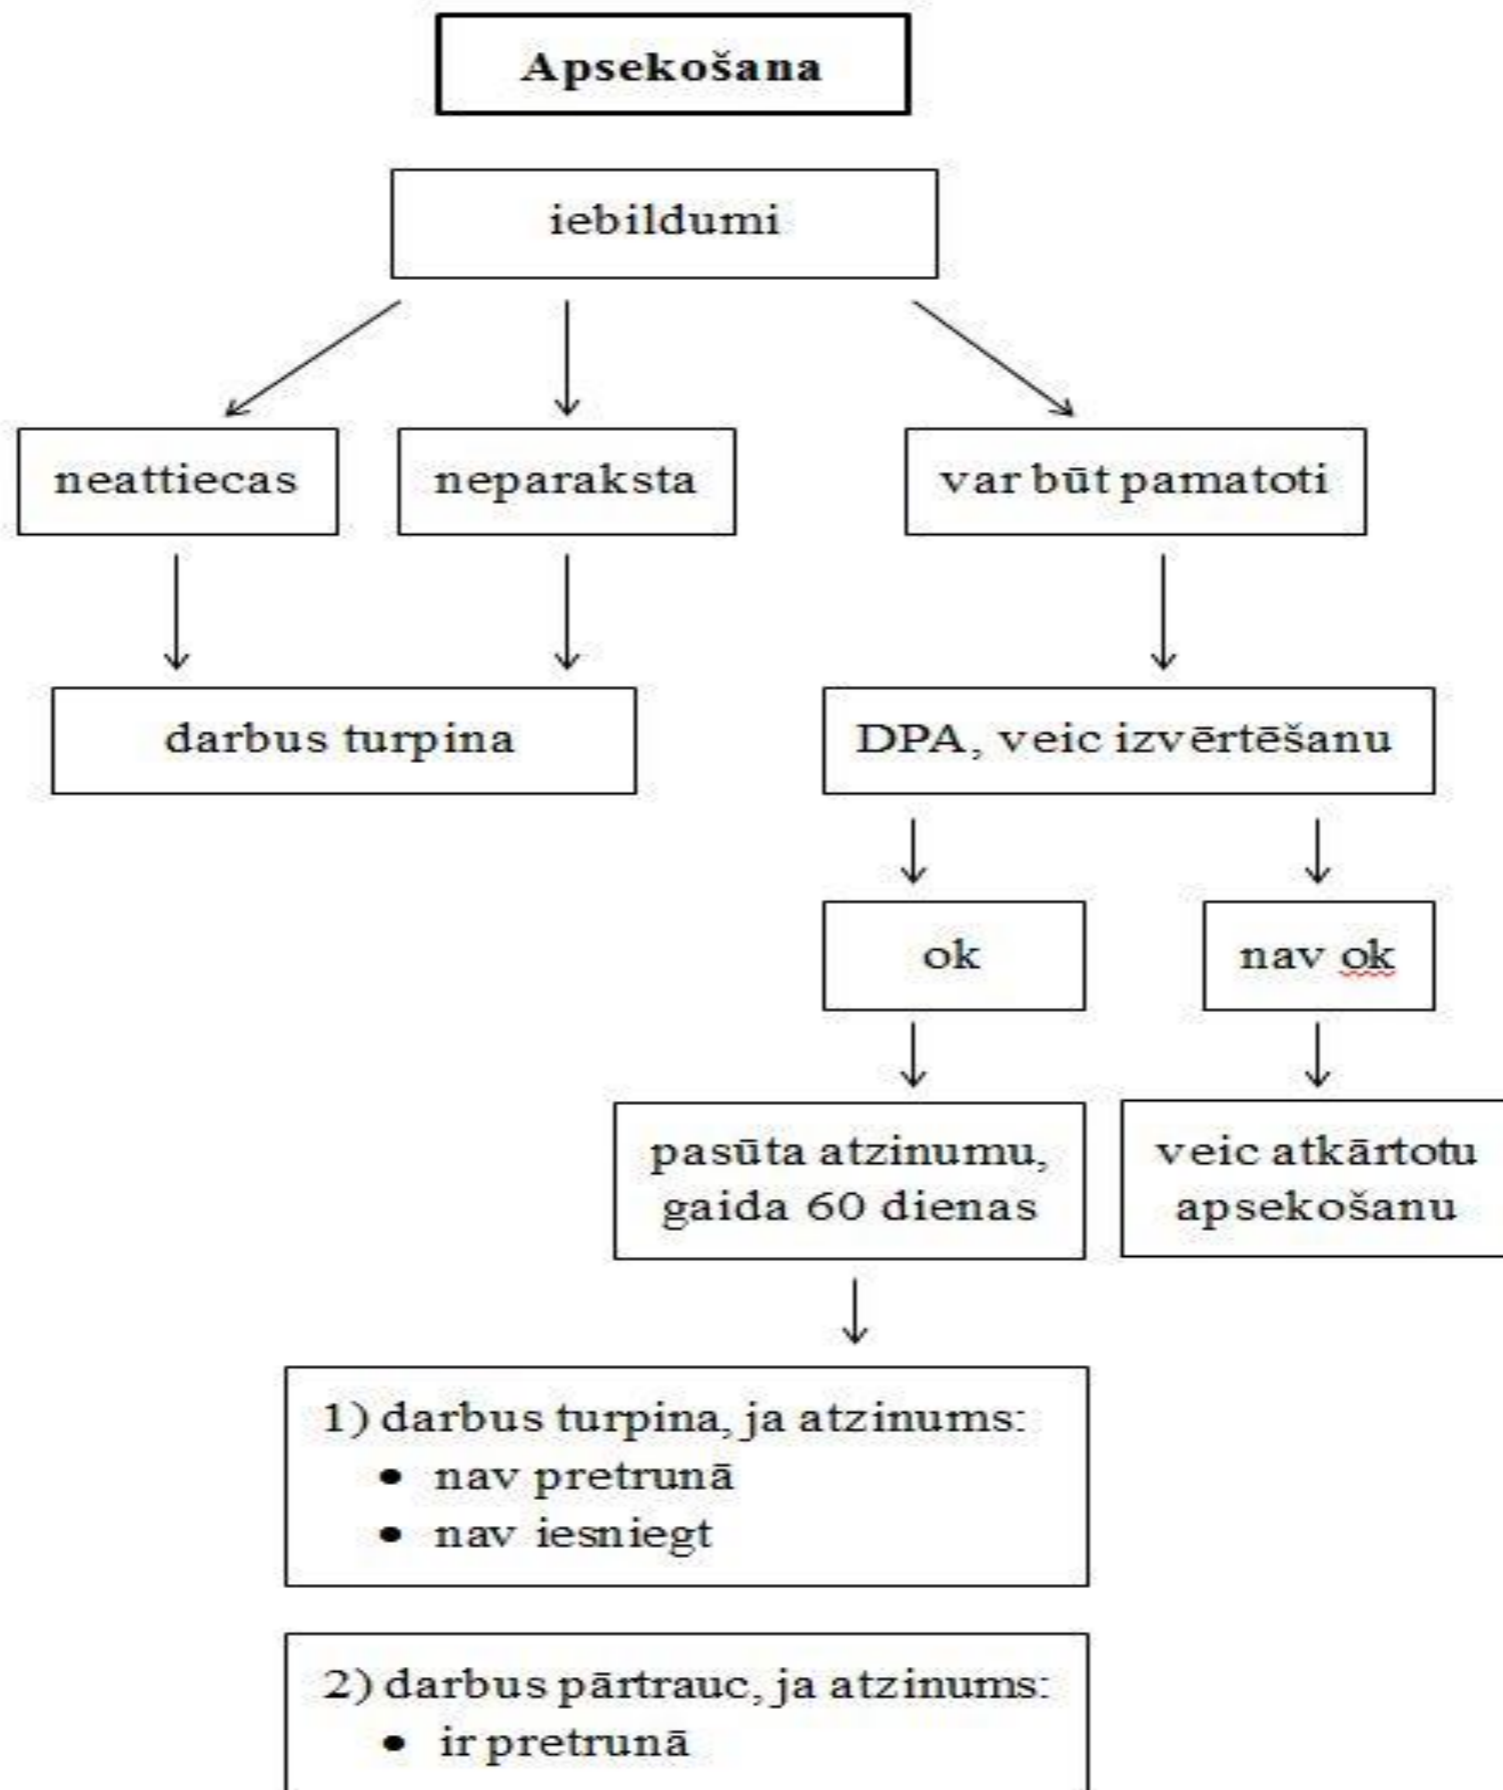 Apsekošana
iebildumi
neattiecas
neparaksta
var būt pamatoti
darbus turpina
DPA, veic izvērtēšanu
ok
nav ok
pasūta atzinumu,
gaida 60 dienas
veic atkārtotu
apsekošanu
1) darbus turpina, ja atzinums:
• nav pretrunā
• nav iesniegt
2) darbus pārtrauc, ja atzinums:
• ir pretrunā